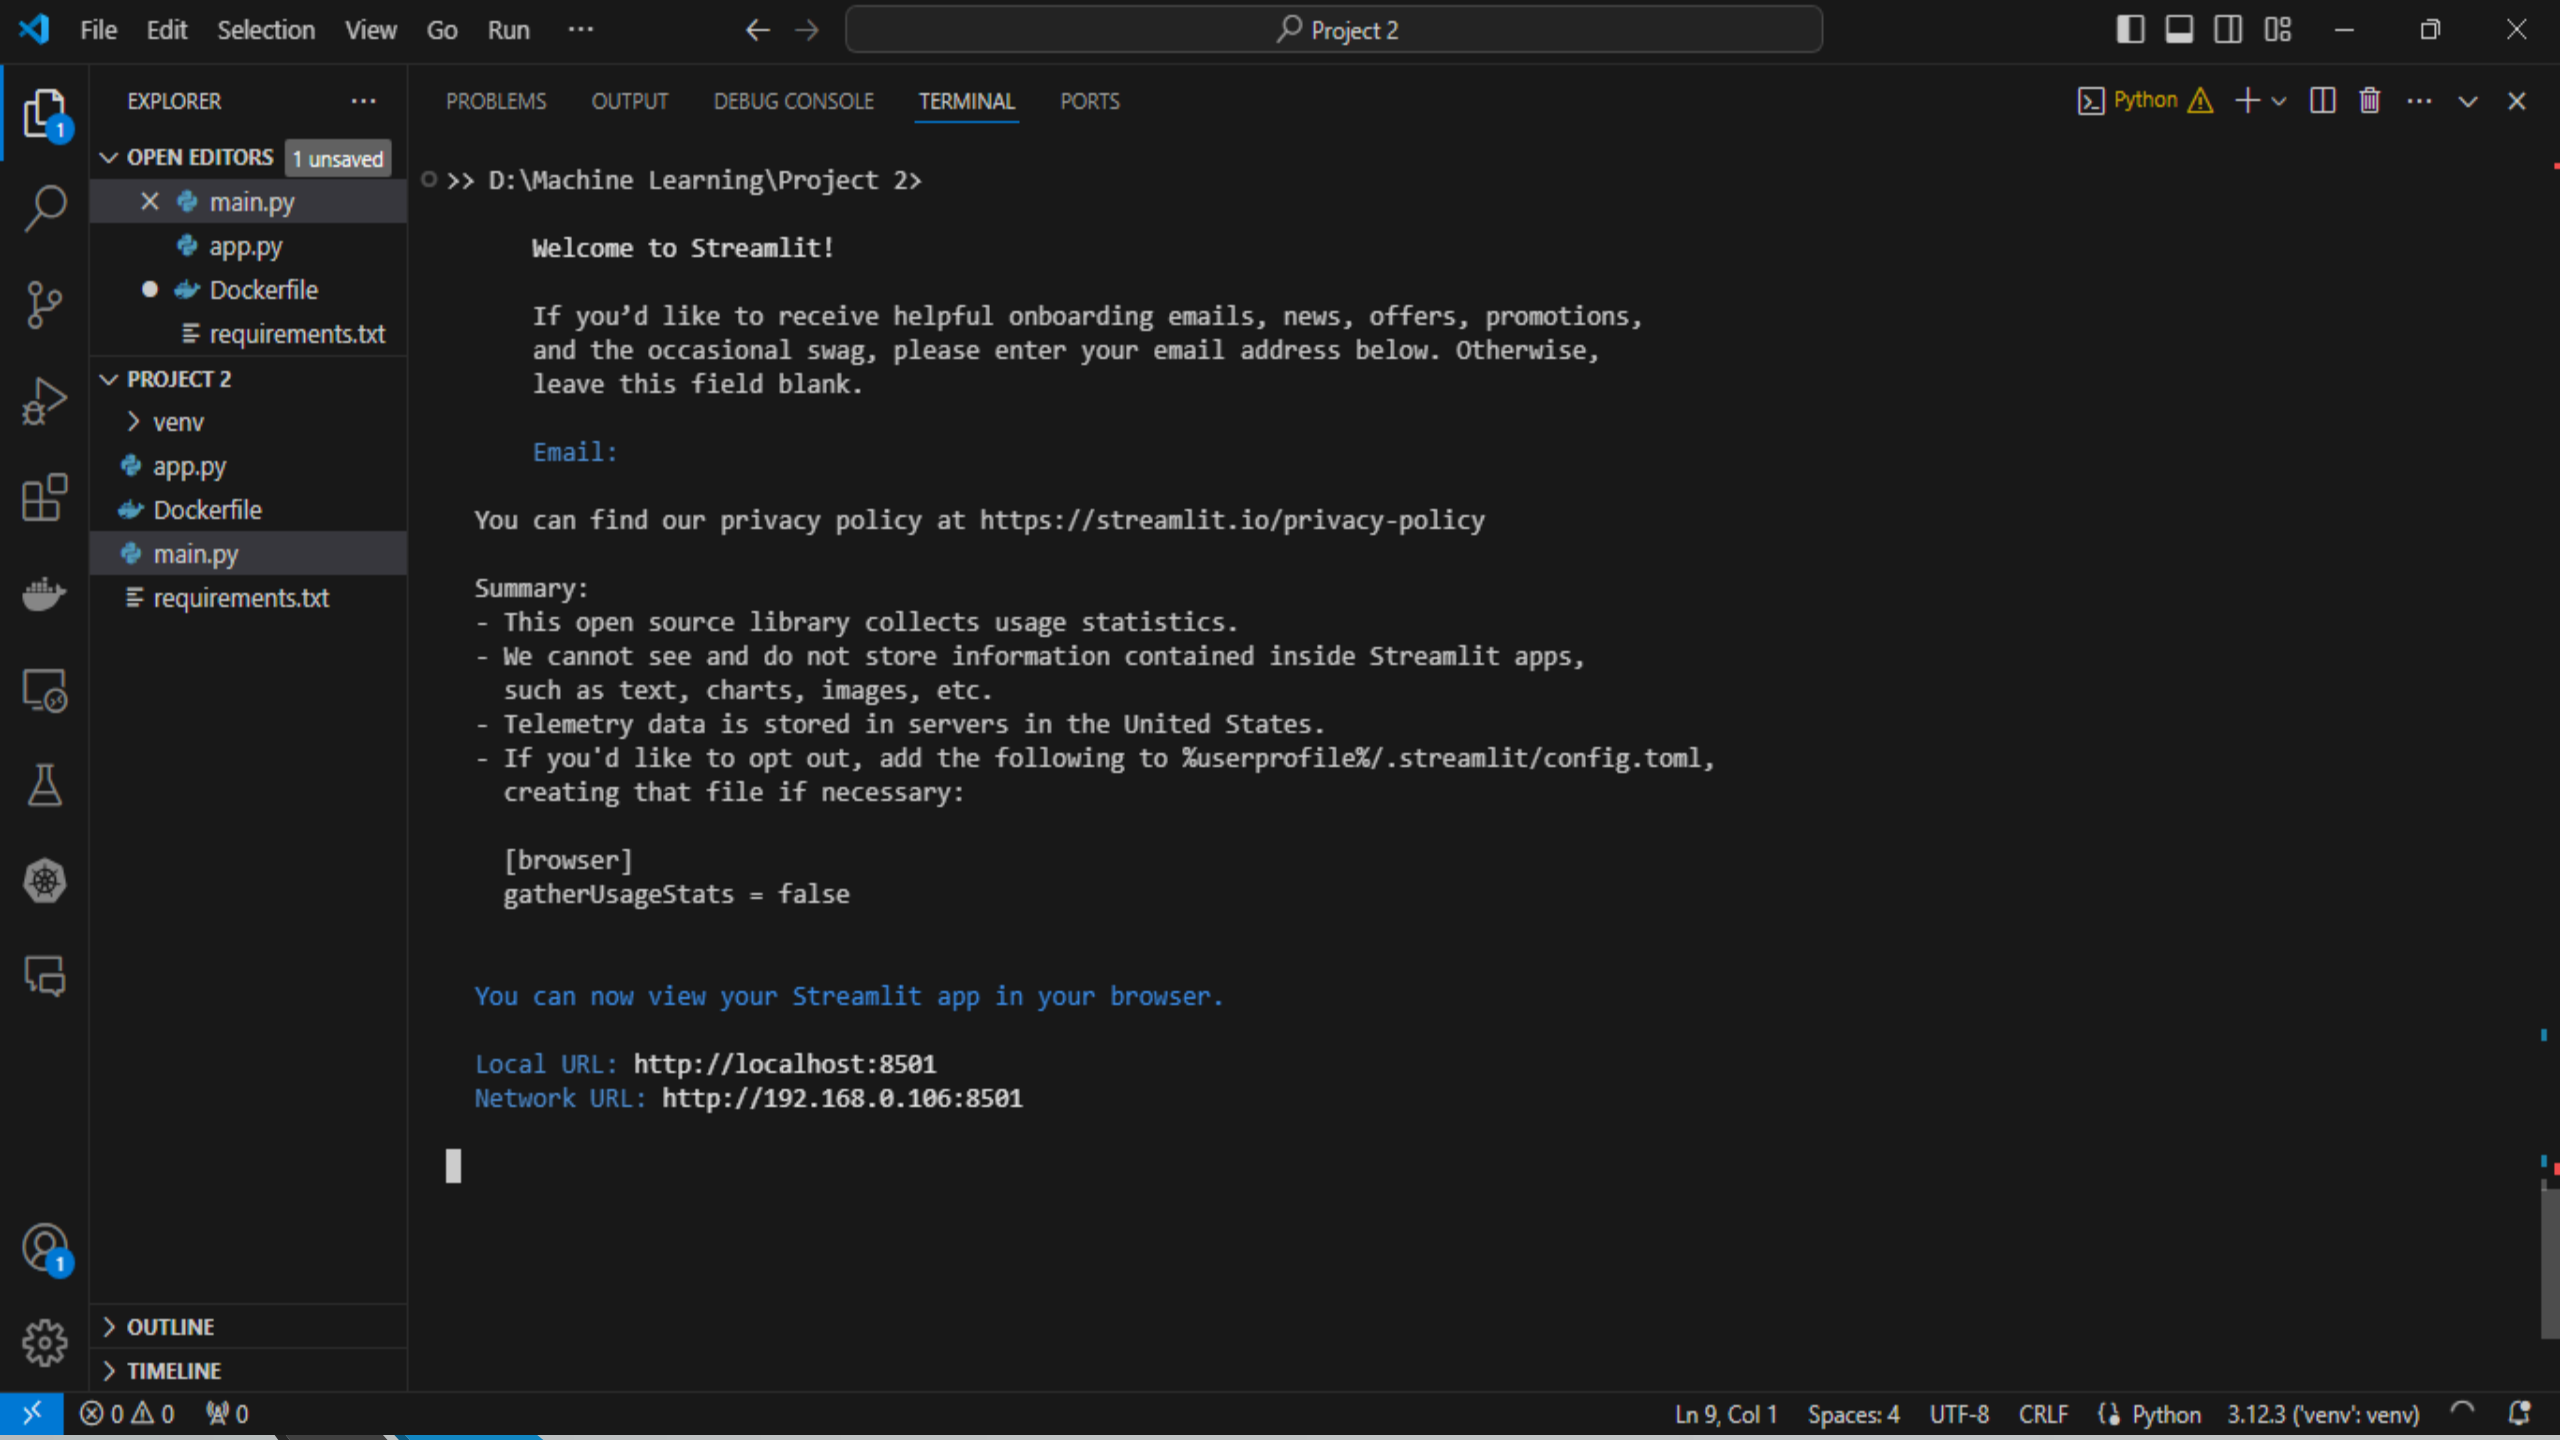 File Edit Selection View Go Run ··· Project 2
EXPLORER ···
OPEN EDITORS 1 unsaved
main.py
app.py
Dockerfile
requirements.txt
PROJECT 2
venv
app.py
Dockerfile
main.py
requirements.txt
OUTLINE
TIMELINE
1
1
PROBLEMS OUTPUT DEBUG CONSOLE TERMINAL PORTS Python
>> D:\Machine Learning\Project 2>
Welcome to Streamlit!
If you’d like to receive helpful onboarding emails, news, offers, promotions,
and the occasional swag, please enter your email address below. Otherwise,
leave this field blank.
Email:
You can find our privacy policy at https://streamlit.io/privacy-policy
Summary:
- This open source library collects usage statistics.
- We cannot see and do not store information contained inside Streamlit apps,
such as text, charts, images, etc.
- Telemetry data is stored in servers in the United States.
- If you'd like to opt out, add the following to %userprofile%/.streamlit/config.toml,
creating that file if necessary:
[browser]
gatherUsageStats = false
You can now view your Streamlit app in your browser.
Local URL: http://localhost:8501
Network URL: http://192.168.0.106:8501
0 0 0 Ln 9, Col 1 Spaces: 4 UTF-8 CRLF Python 3.12.3 ('venv': venv)